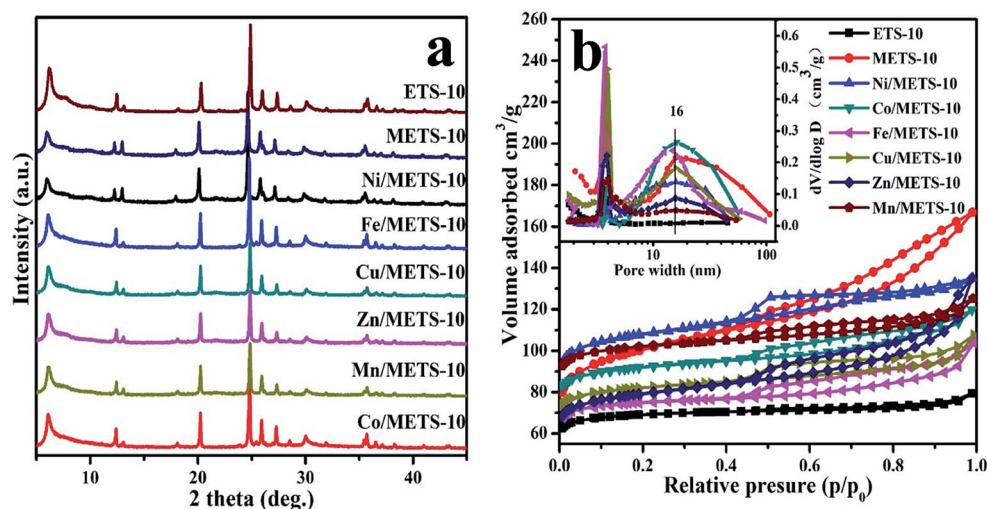 a
ETS-10
METS-10
Ni/METS-10
Fe/METS-10
Cu/METS-10
Zn/METS-10
Mn/METS-10
Co/METS-10
Intensity (a.u.)
10 20 30 40
2 theta (deg.)
b
260
240
220
200
180
160
140
120
100
80
60
Volume adsorbed cm³/g
0.0 0.2 0.4 0.6 0.8 1.0
Relative presure (p/p₀)
16
1 10 100
Pore width (nm)
0.6
0.5
0.4
0.3
0.2
0.1
0.0
dV/dlog D (cm³/g)
ETS-10
METS-10
Ni/METS-10
Co/METS-10
Fe/METS-10
Cu/METS-10
Zn/METS-10
Mn/METS-10